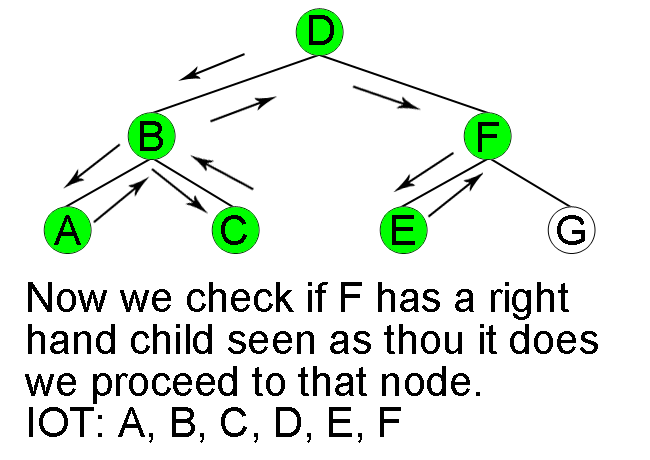 D
B
F
A
C
E
G
Now we check if F has a right
hand child seen as thou it does
we proceed to that node.
IOT: A, B, C, D, E, F